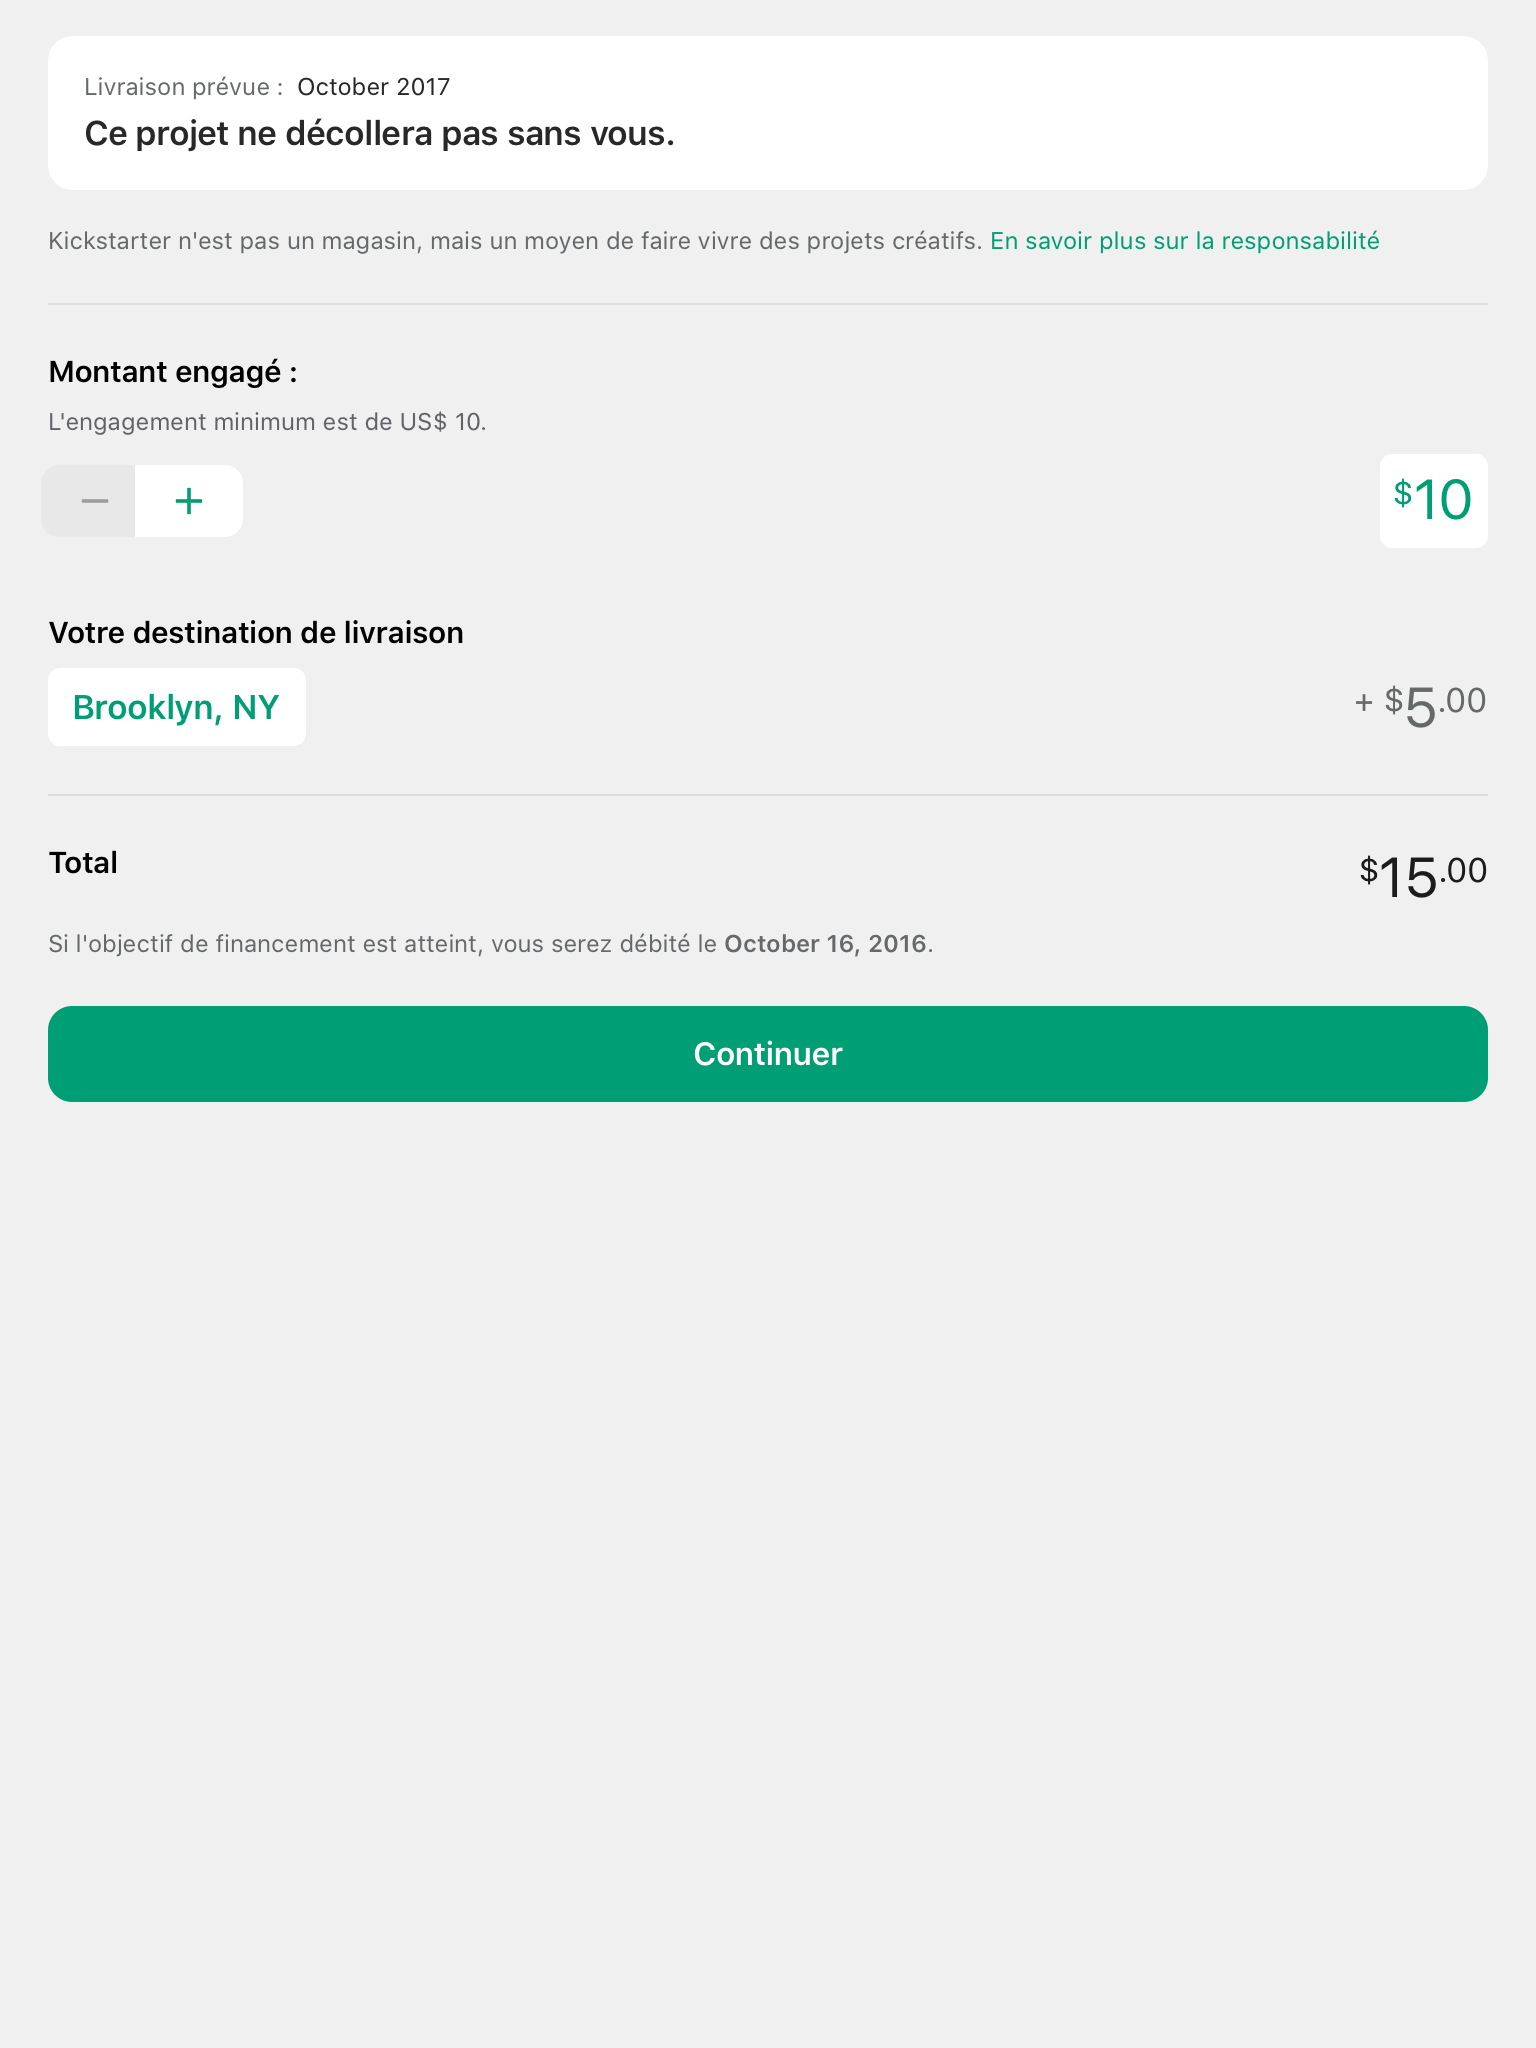 Livraison prévue : October 2017
Ce projet ne décollera pas sans vous.
Kickstarter n'est pas un magasin, mais un moyen de faire vivre des projets créatifs. En savoir plus sur la responsabilité
Montant engagé :
L'engagement minimum est de US$ 10.
− +
$10
Votre destination de livraison
Brooklyn, NY
+ $5.00
Total
$15.00
Si l'objectif de financement est atteint, vous serez débité le October 16, 2016.
Continuer